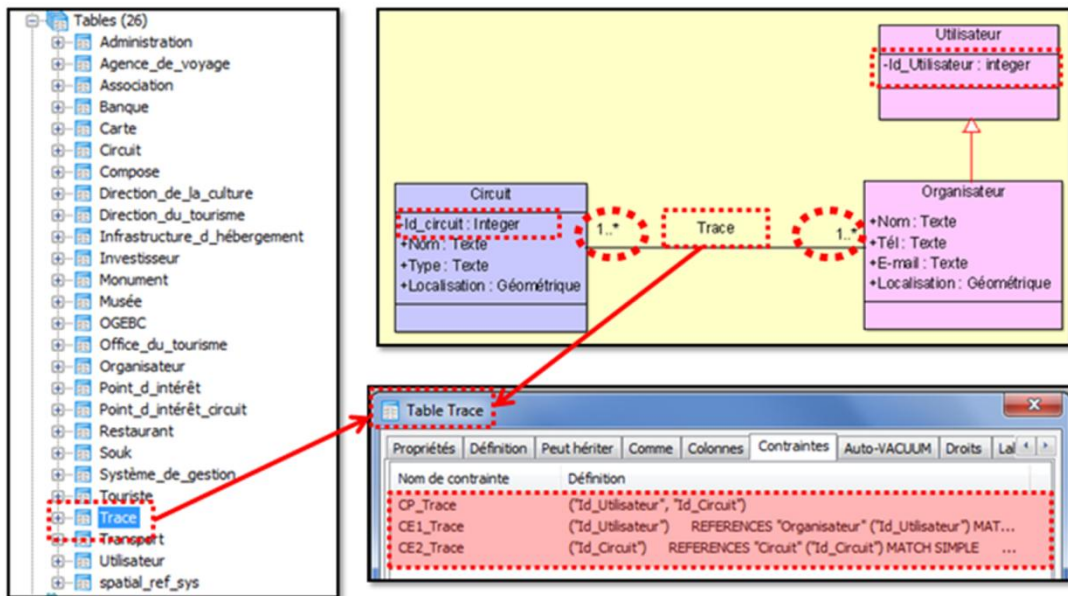 Tables (26)
Administration
Agence_de_voyage
Association
Banque
Carte
Circuit
Compose
Direction_de_la_culture
Direction_du_tourisme
Infrastructure_d_hébergement
Investisseur
Monument
Musée
OGEBC
Office_du_tourisme
Organisateur
Point_d_intérêt
Point_d_intérêt_circuit
Restaurant
Souk
Système_de_gestion
Touriste
Trace
Transport
Utilisateur
spatial_ref_sys
Utilisateur
-Id_Utilisateur : integer
Circuit
-Id_circuit : Integer
+Nom : Texte
+Type : Texte
+Localisation : Géométrique
1..*
Trace
1..*
Organisateur
+Nom : Texte
+Tél : Texte
+E-mail : Texte
+Localisation : Géométrique
Table Trace
Propriétés Définition Peut hériter Comme Colonnes Contraintes Auto-VACUUM Droits Lal
Nom de contrainte Définition
CP_Trace ("Id_Utilisateur", "Id_Circuit")
CE1_Trace ("Id_Utilisateur") REFERENCES "Organisateur" ("Id_Utilisateur") MAT...
CE2_Trace ("Id_Circuit") REFERENCES "Circuit" ("Id_Circuit") MATCH SIMPLE ...